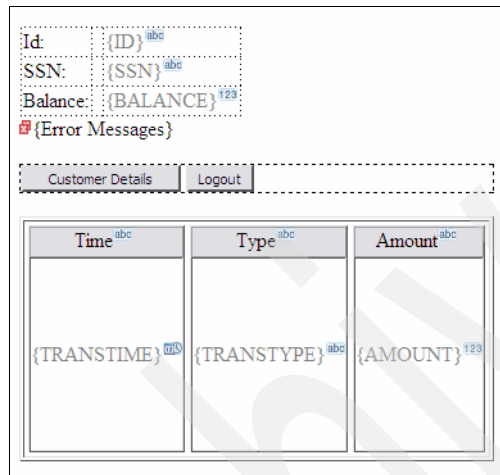 Id: {ID} abc
SSN: {SSN} abc
Balance: {BALANCE} 123
{Error Messages}
Customer Details Logout
Time abc Type abc Amount abc
{TRANSTIME} {TRANSTYPE} abc {AMOUNT} 123